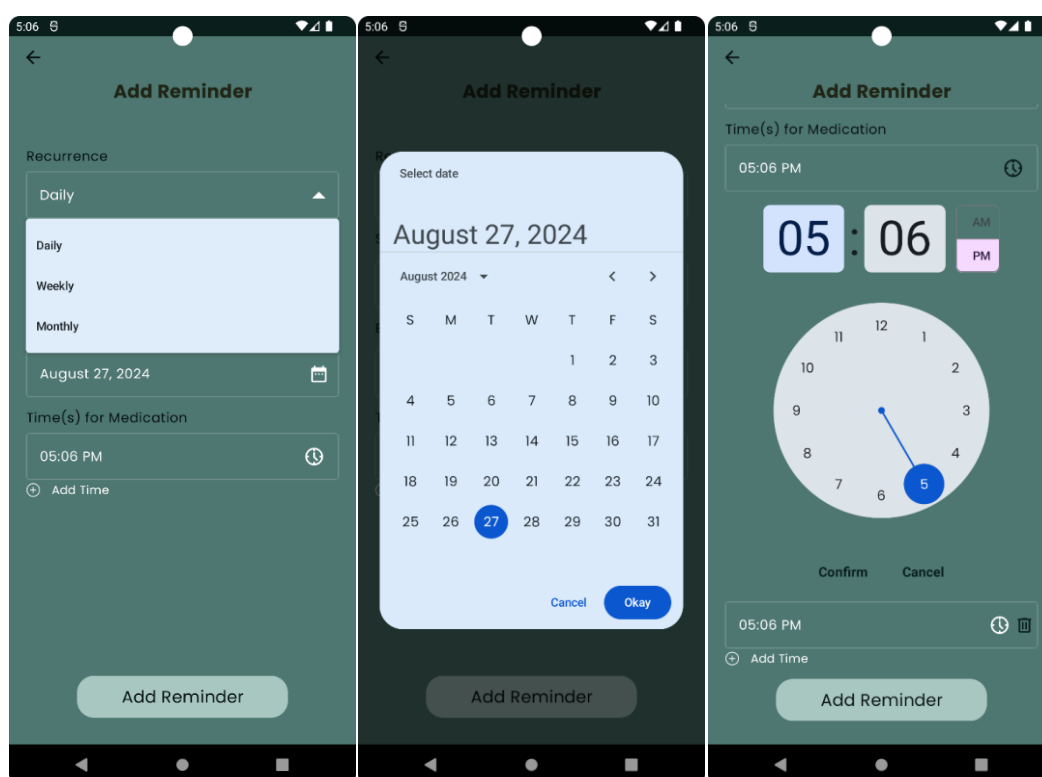 5:06
Add Reminder
Recurrence
Daily
Daily
Weekly
Monthly
August 27, 2024
Time(s) for Medication
05:06 PM
Add Time
Add Reminder
5:06
Add Reminder
Select date
August 27, 2024
August 2024
S M T W T F S
1 2 3
4 5 6 7 8 9 10
11 12 13 14 15 16 17
18 19 20 21 22 23 24
25 26 27 28 29 30 31
Cancel Okay
Add Reminder
5:06
Add Reminder
Time(s) for Medication
05:06 PM
05 : 06 AM PM
12
11 1
10 2
9 3
8 4
7 5
6
Confirm Cancel
05:06 PM
Add Time
Add Reminder